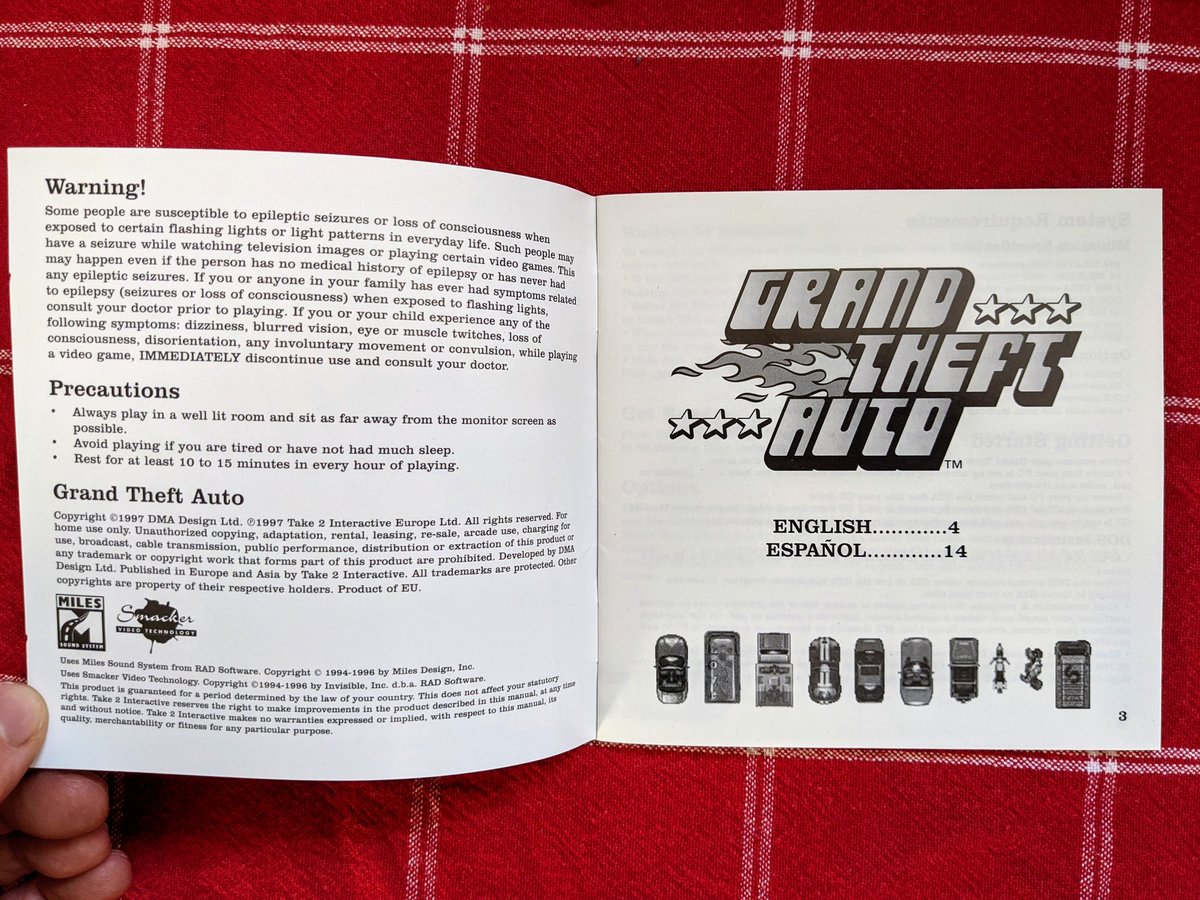 Warning!
Some people are susceptible to epileptic seizures or loss of consciousness when
exposed to certain flashing lights or light patterns in everyday life. Such people may
have a seizure while watching television images or playing certain video games. This
may happen even if the person has no medical history of epilepsy or has never had
any epileptic seizures. If you or anyone in your family has ever had symptoms related
to epilepsy (seizures or loss of consciousness) when exposed to flashing lights,
consult your doctor prior to playing. If you or your child experience any of the
following symptoms: dizziness, blurred vision, eye or muscle twitches, loss of
consciousness, disorientation, any involuntary movement or convulsion, while playing
a video game, IMMEDIATELY discontinue use and consult your doctor.
Precautions
• Always play in a well lit room and sit as far away from the monitor screen as
possible.
• Avoid playing if you are tired or have not had much sleep.
• Rest for at least 10 to 15 minutes in every hour of playing.
Grand Theft Auto
Copyright ©1997 DMA Design Ltd. ℗1997 Take 2 Interactive Europe Ltd. All rights reserved. For
home use only. Unauthorized copying, adaptation, rental, leasing, re-sale, arcade use, charging for
use, broadcast, cable transmission, public performance, distribution or extraction of this product or
any trademark or copyright work that forms part of this product are prohibited. Developed by DMA
Design Ltd. Published in Europe and Asia by Take 2 Interactive. All trademarks are protected. Other
copyrights are property of their respective holders. Product of EU.
MILES
SOUND SYSTEM
Smacker
VIDEO TECHNOLOGY
Uses Miles Sound System from RAD Software. Copyright © 1994-1996 by Miles Design, Inc.
Uses Smacker Video Technology. Copyright ©1994-1996 by Invisible, Inc. d.b.a. RAD Software.
This product is guaranteed for a period determined by the law of your country. This does not affect your statutory
rights. Take 2 Interactive reserves the right to make improvements in the product described in this manual, at any time
and without notice. Take 2 Interactive makes no warranties expressed or implied, with respect to this manual, its
quality, merchantability or fitness for any particular purpose.
GRAND
THEFT
AUTO™
ENGLISH............4
ESPAÑOL............14
3